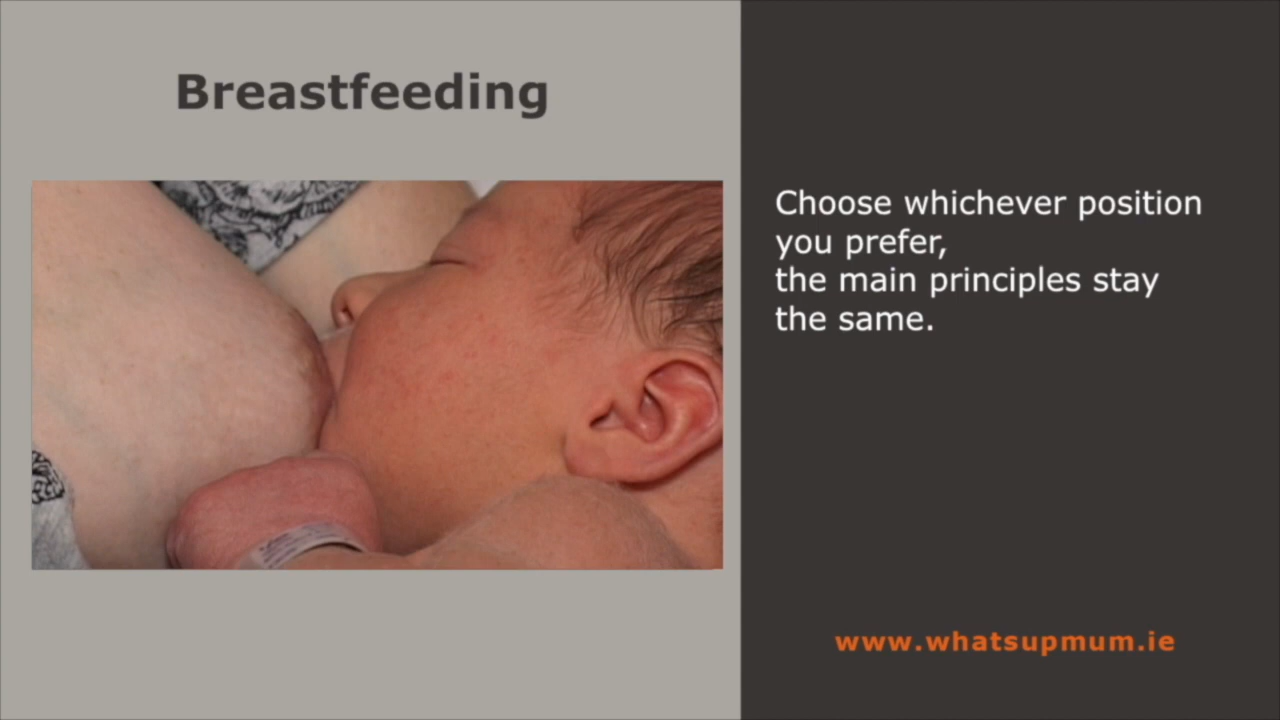 Breastfeeding
Choose whichever position
you prefer,
the main principles stay
the same.
www.whatsupmum.ie